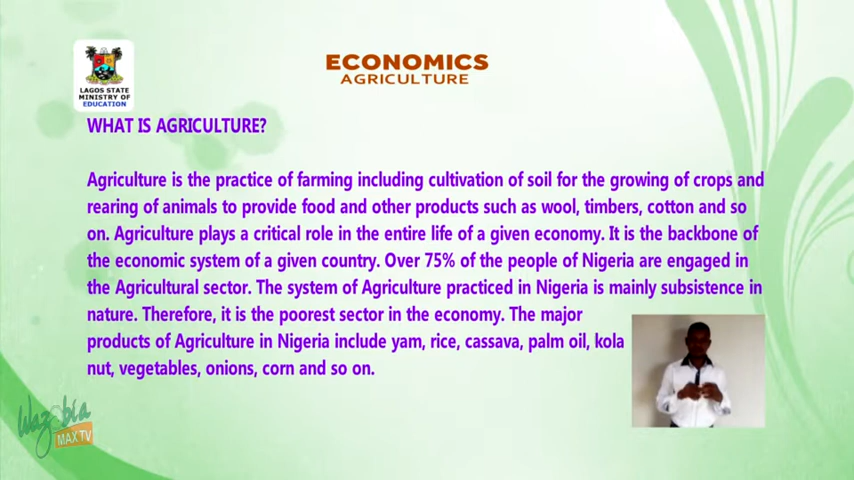 ECONOMICS
AGRICULTURE
LAGOS STATE
MINISTRY OF
EDUCATION
WHAT IS AGRICULTURE?
Agriculture is the practice of farming including cultivation of soil for the growing of crops and
rearing of animals to provide food and other products such as wool, timbers, cotton and so
on. Agriculture plays a critical role in the entire life of a given economy. It is the backbone of
the economic system of a given country. Over 75% of the people of Nigeria are engaged in
the Agricultural sector. The system of Agriculture practiced in Nigeria is mainly subsistence in
nature. Therefore, it is the poorest sector in the economy. The major
products of Agriculture in Nigeria include yam, rice, cassava, palm oil, kola
nut, vegetables, onions, corn and so on.
Wazobia
MAX TV